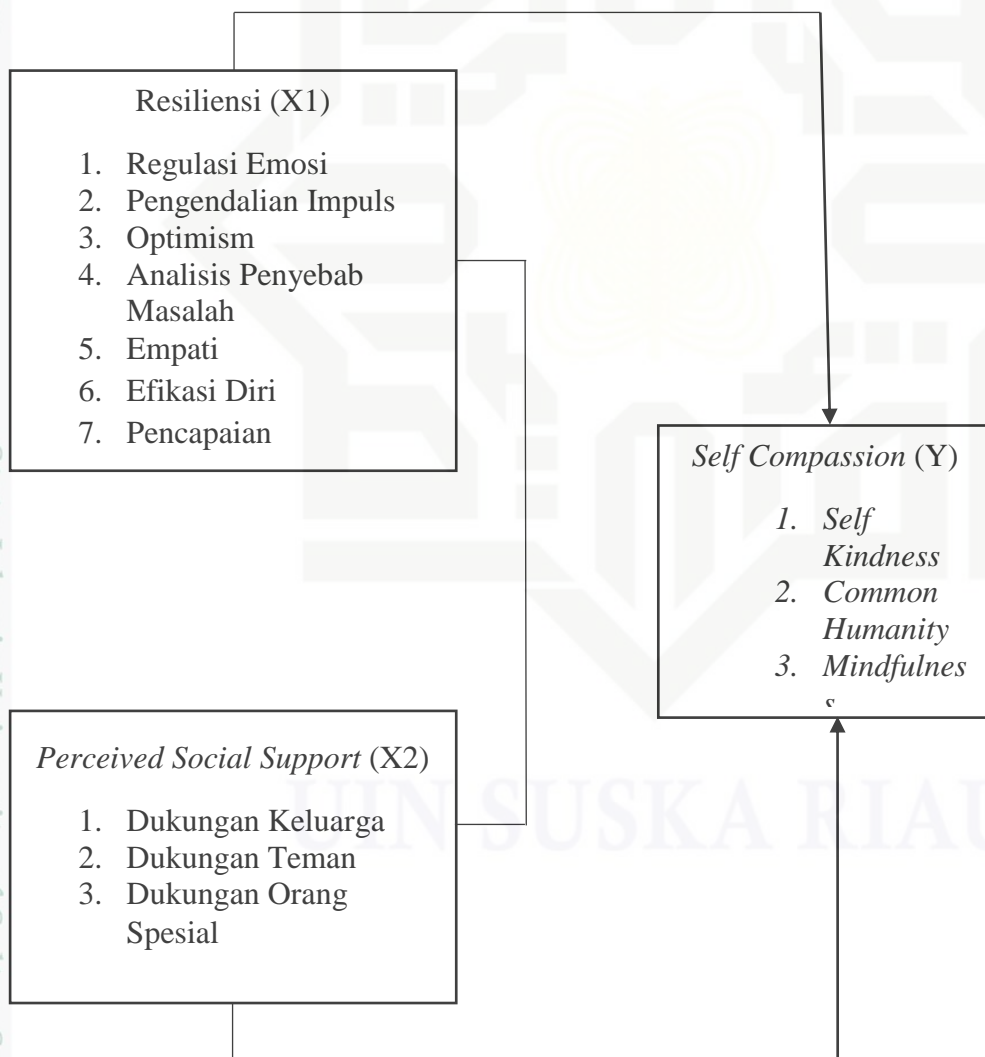 Resiliensi (X1)
1. Regulasi Emosi
2. Pengendalian Impuls
3. Optimism
4. Analisis Penyebab
Masalah
5. Empati
6. Efikasi Diri
7. Pencapaian
Self Compassion (Y)
1. Self
Kindness
2. Common
Humanity
3. Mindfulnes
s
Perceived Social Support (X2)
1. Dukungan Keluarga
2. Dukungan Teman
3. Dukungan Orang
Spesial
UIN SUSKA RIAU